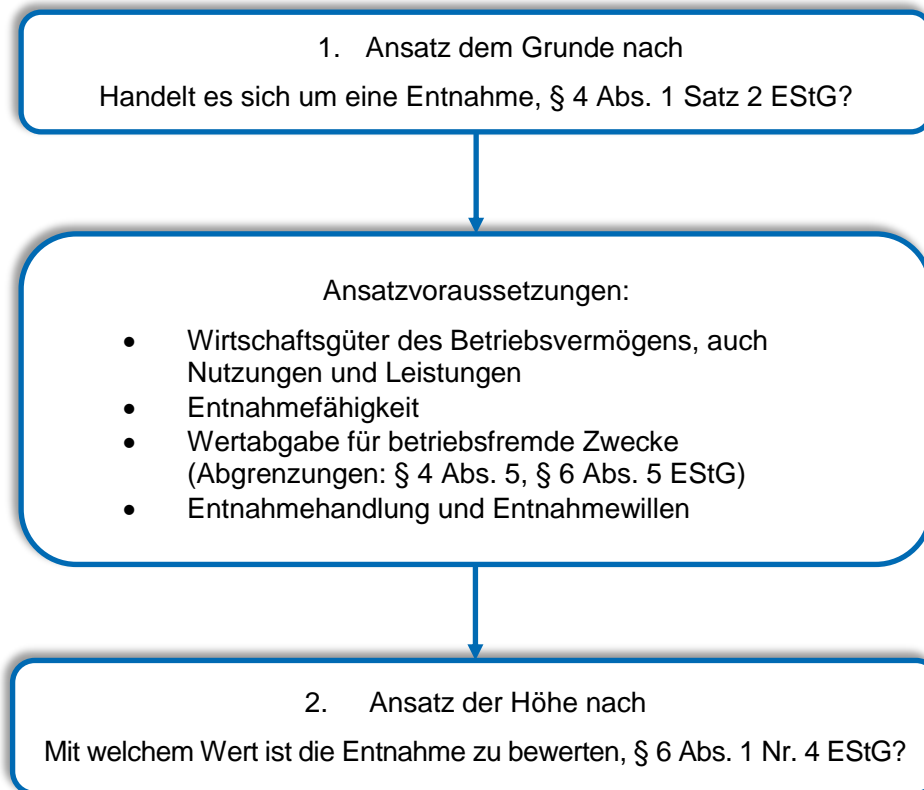 1. Ansatz dem Grunde nach
Handelt es sich um eine Entnahme, § 4 Abs. 1 Satz 2 EStG?
Ansatzvoraussetzungen:
• Wirtschaftsgüter des Betriebsvermögens, auch
Nutzungen und Leistungen
• Entnahmefähigkeit
• Wertabgabe für betriebsfremde Zwecke
(Abgrenzungen: § 4 Abs. 5, § 6 Abs. 5 EStG)
• Entnahmehandlung und Entnahmewillen
2. Ansatz der Höhe nach
Mit welchem Wert ist die Entnahme zu bewerten, § 6 Abs. 1 Nr. 4 EStG?